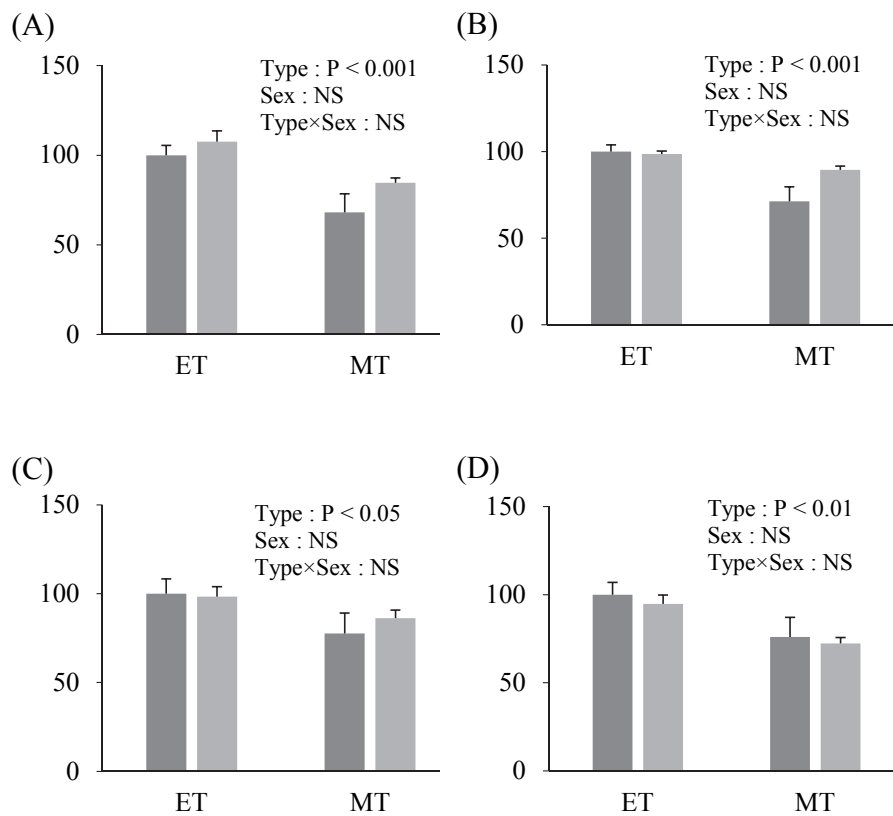 (A)
150
100
50
0
Type : P < 0.001
Sex : NS
Type×Sex : NS
ET MT
(B)
150
100
50
0
Type : P < 0.001
Sex : NS
Type×Sex : NS
ET MT
(C)
150
100
50
0
Type : P < 0.05
Sex : NS
Type×Sex : NS
ET MT
(D)
150
100
50
0
Type : P < 0.01
Sex : NS
Type×Sex : NS
ET MT